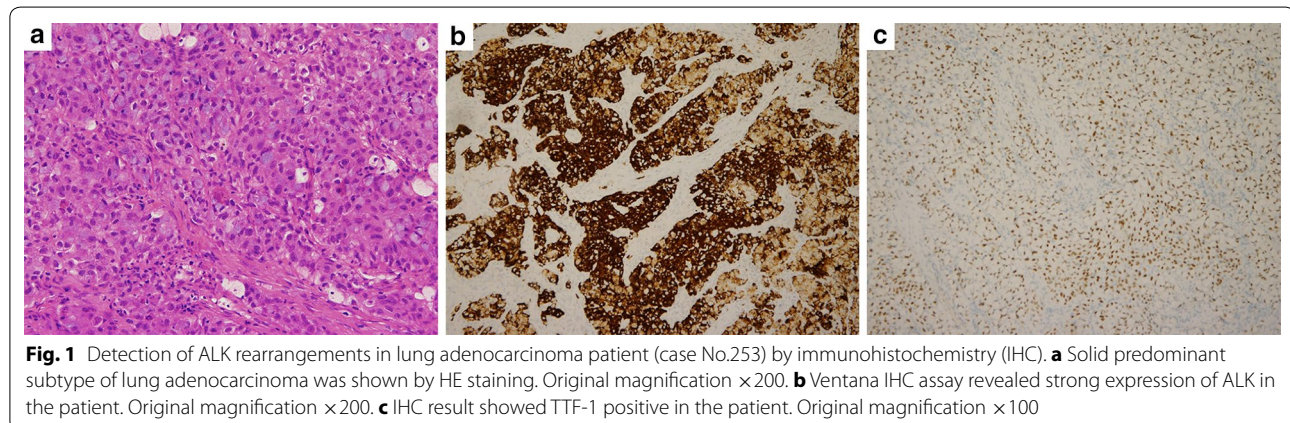 a
b
c
Fig. 1 Detection of ALK rearrangements in lung adenocarcinoma patient (case No.253) by immunohistochemistry (IHC). a Solid predominant
subtype of lung adenocarcinoma was shown by HE staining. Original magnification ×200. b Ventana IHC assay revealed strong expression of ALK in
the patient. Original magnification ×200. c IHC result showed TTF-1 positive in the patient. Original magnification ×100